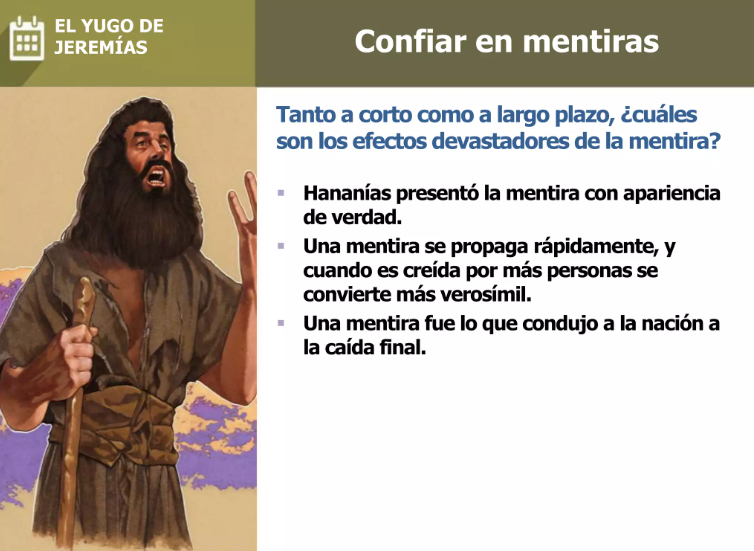 EL YUGO DE
JEREMÍAS
Confiar en mentiras
Tanto a corto como a largo plazo, ¿cuáles
son los efectos devastadores de la mentira?
▪ Hananías presentó la mentira con apariencia
de verdad.
▪ Una mentira se propaga rápidamente, y
cuando es creída por más personas se
convierte más verosímil.
▪ Una mentira fue lo que condujo a la nación a
la caída final.